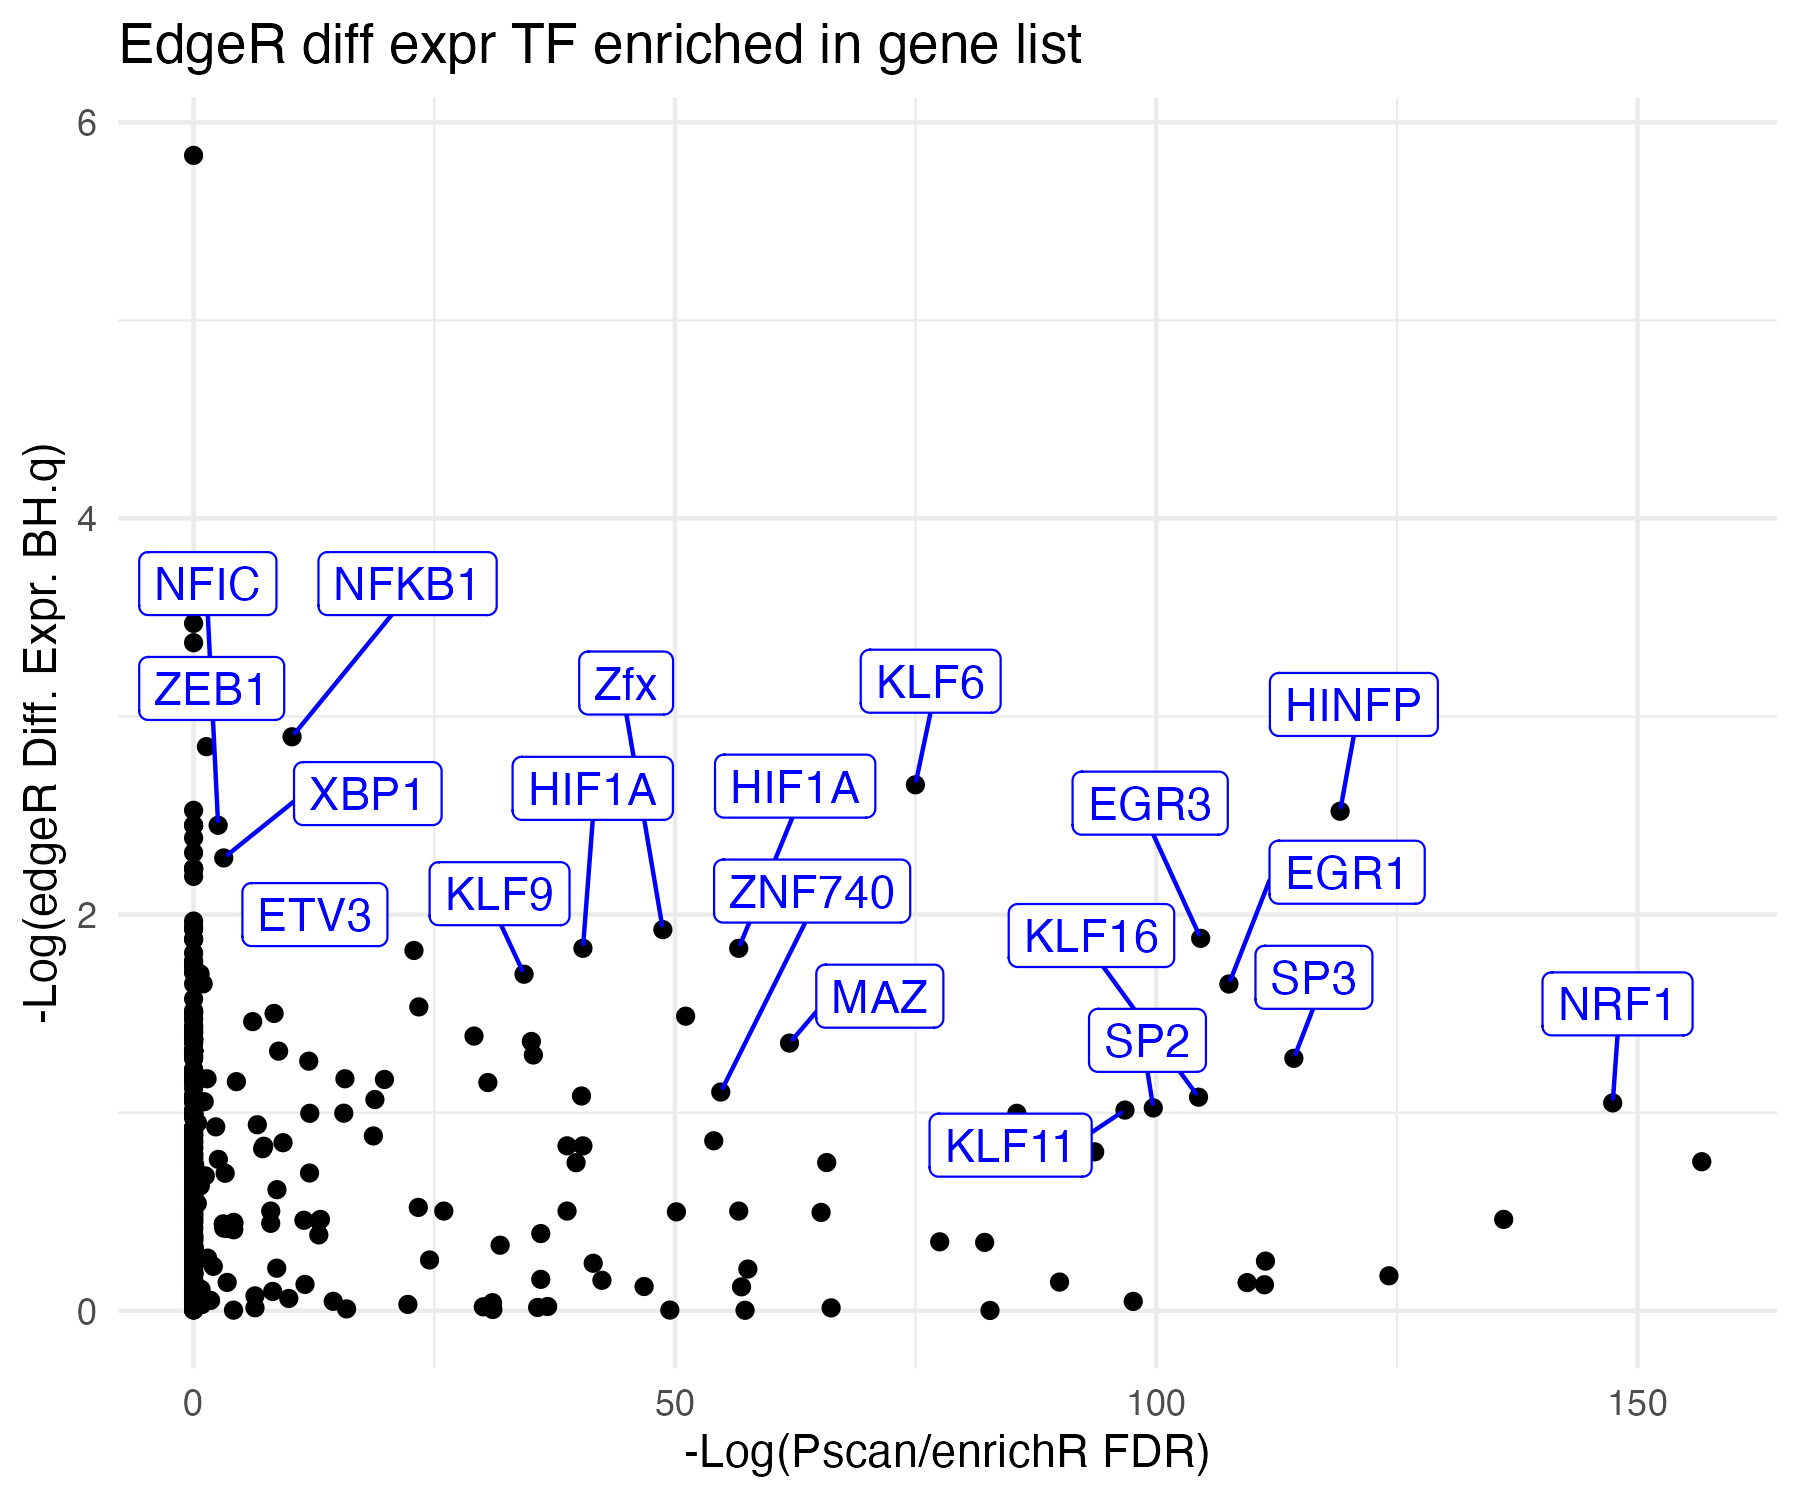 EdgeR diff expr TF enriched in gene list
-Log(edgeR Diff. Expr. BH.q)
6
4
2
0
NFIC
NFKB1
ZEB1
Zfx
KLF6
HINFP
XBP1
HIF1A
HIF1A
EGR3
ETV3
KLF9
ZNF740
EGR1
KLF16
MAZ
SP3
NRF1
SP2
KLF11
0
50
100
150
-Log(Pscan/enrichR FDR)